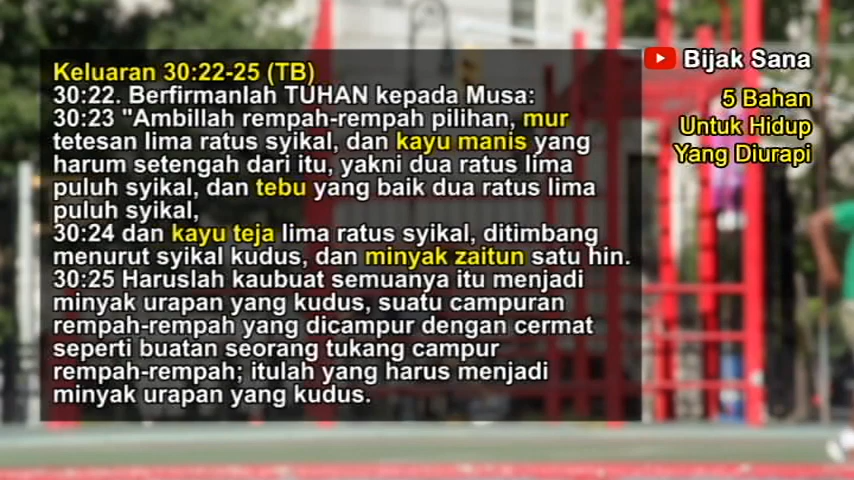 Keluaran 30:22-25 (TB)
30:22. Berfirmanlah TUHAN kepada Musa:
30:23 "Ambillah rempah-rempah pilihan, mur
tetesan lima ratus syikal, dan kayu manis yang
harum setengah dari itu, yakni dua ratus lima
puluh syikal, dan tebu yang baik dua ratus lima
puluh syikal,
30:24 dan kayu teja lima ratus syikal, ditimbang
menurut syikal kudus, dan minyak zaitun satu hin.
30:25 Haruslah kaubuat semuanya itu menjadi
minyak urapan yang kudus, suatu campuran
rempah-rempah yang dicampur dengan cermat
seperti buatan seorang tukang campur
rempah-rempah; itulah yang harus menjadi
minyak urapan yang kudus.
Bijak Sana
5 Bahan
Untuk Hidup
Yang Diurapi